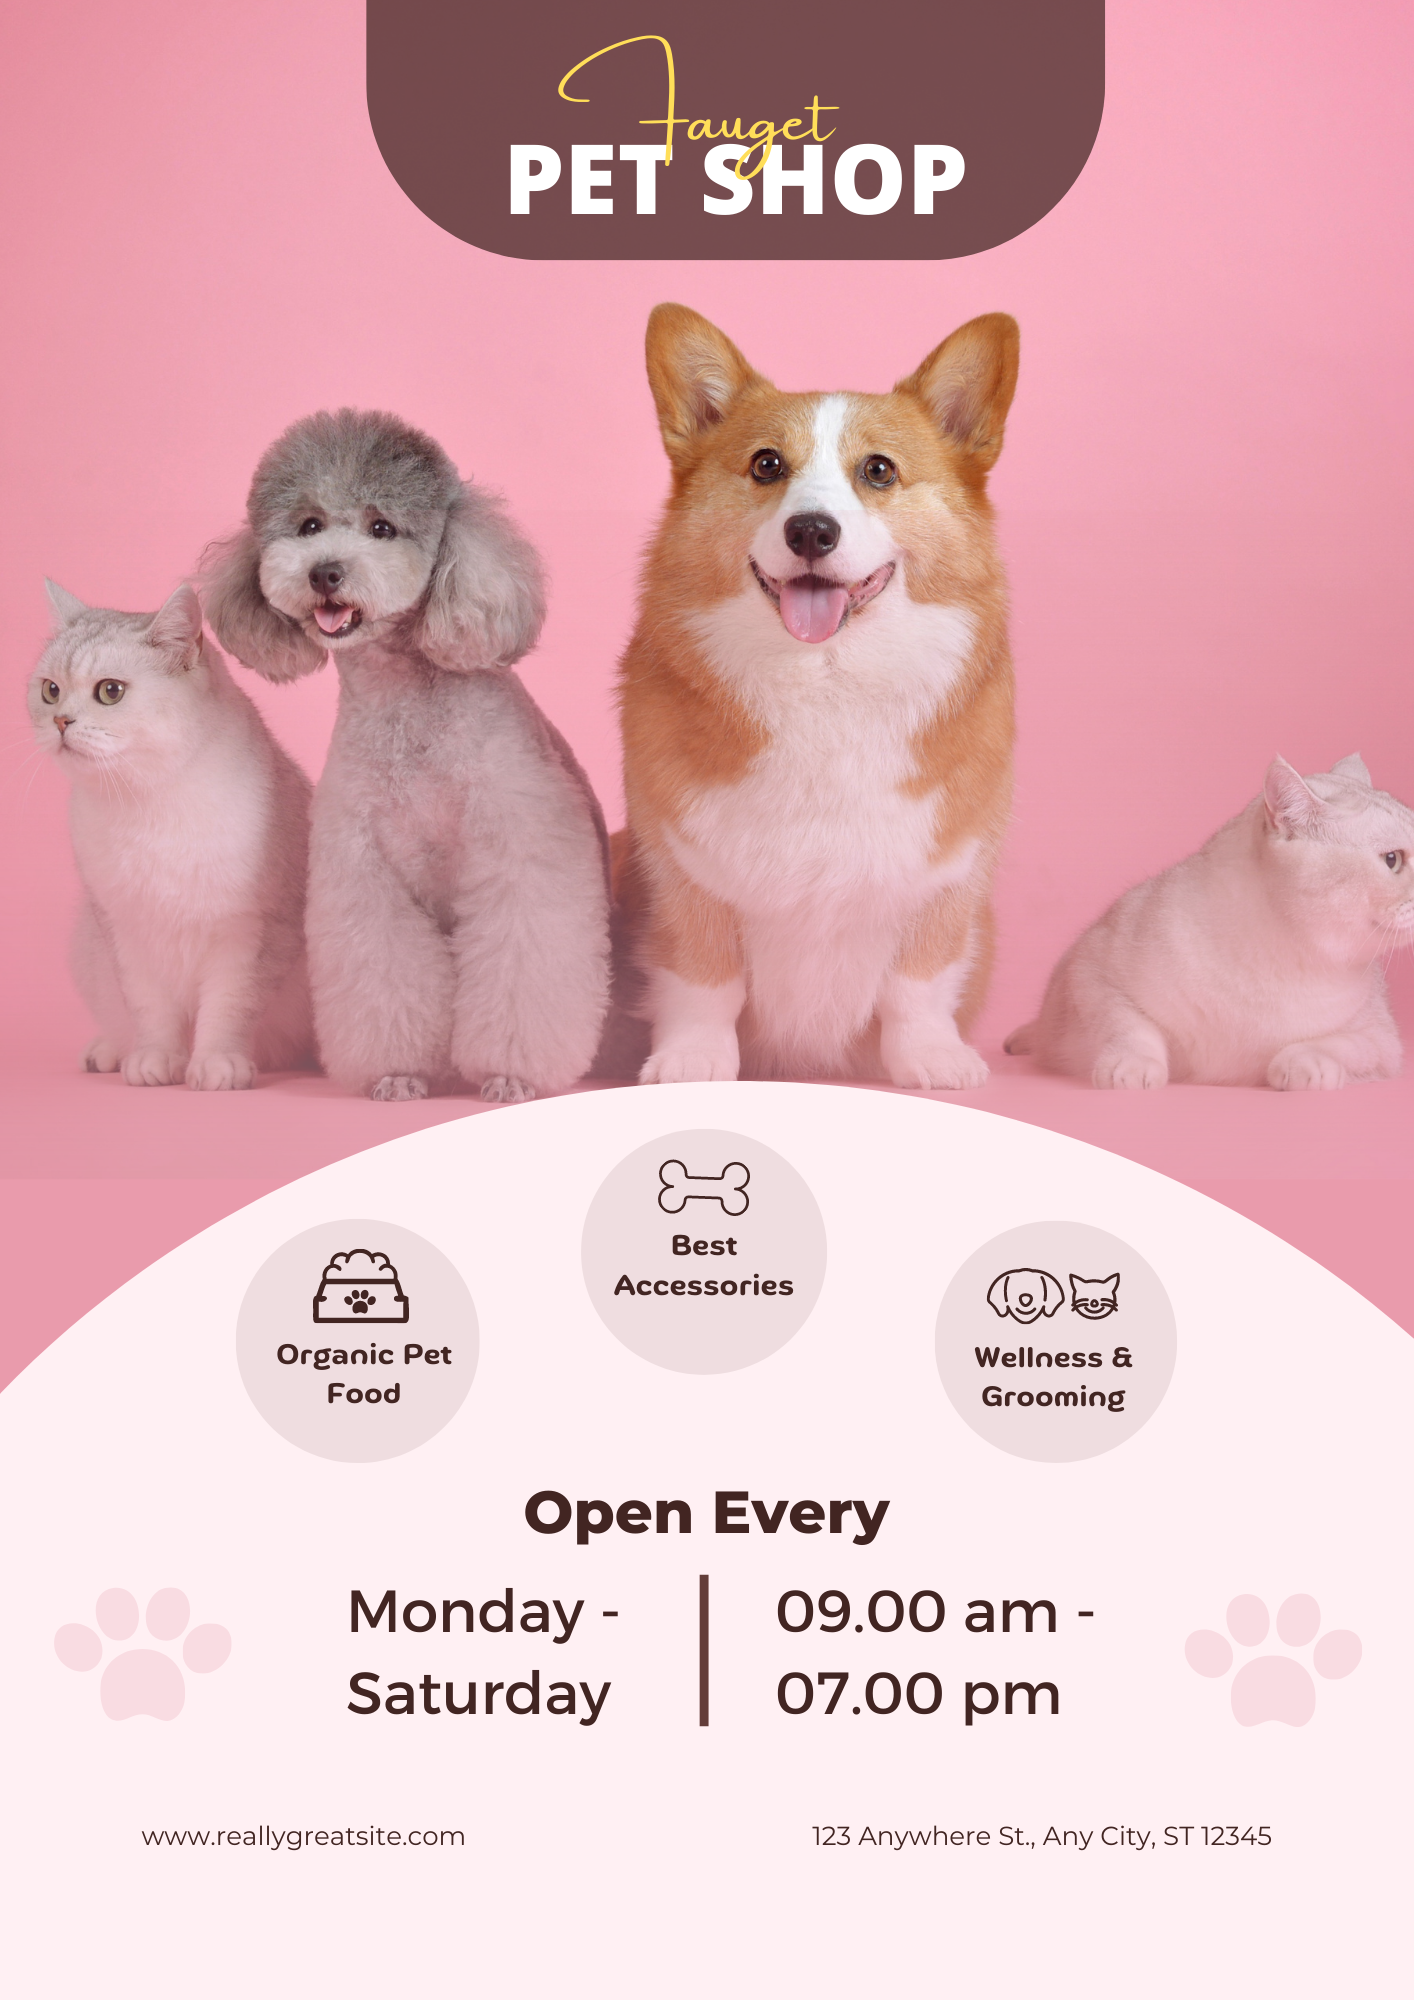 Fauget
PET SHOP
Best
Accessories
Organic Pet
Food
Wellness &
Grooming
Open Every
Monday -
Saturday
09.00 am -
07.00 pm
www.reallygreatsite.com
123 Anywhere St., Any City, ST 12345